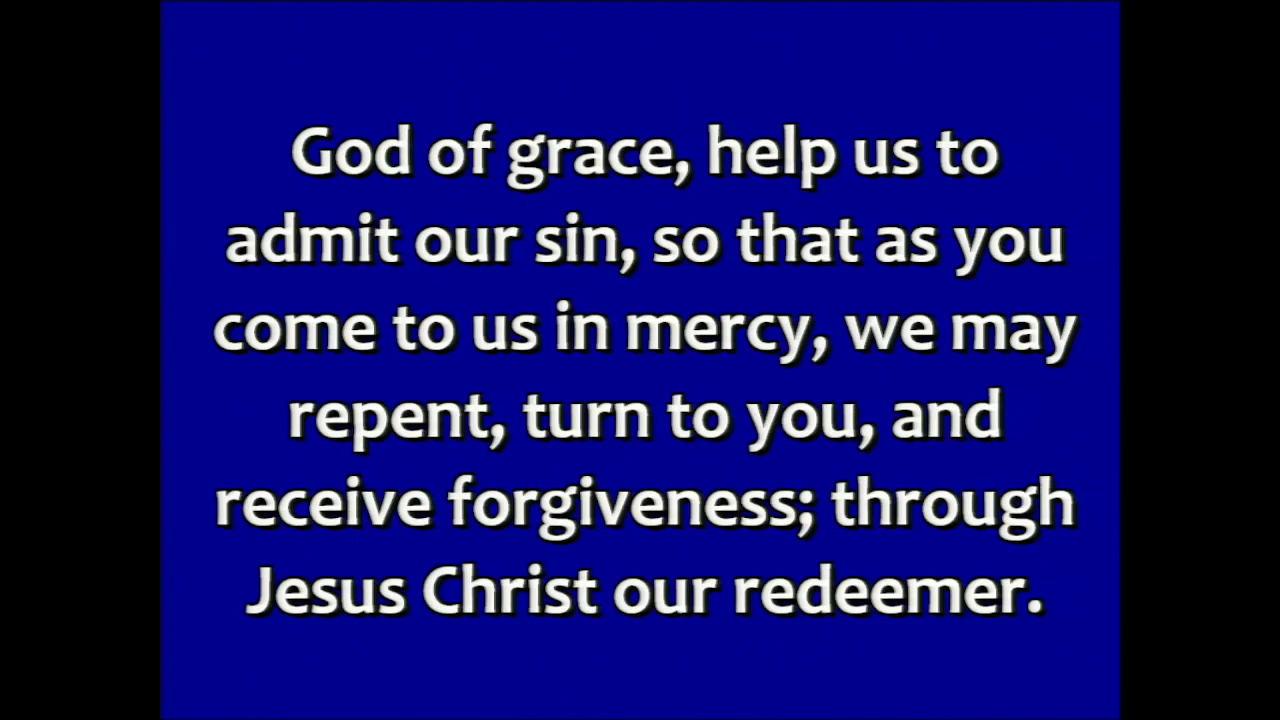 God of grace, help us to
admit our sin, so that as you
come to us in mercy, we may
repent, turn to you, and
receive forgiveness; through
Jesus Christ our redeemer.